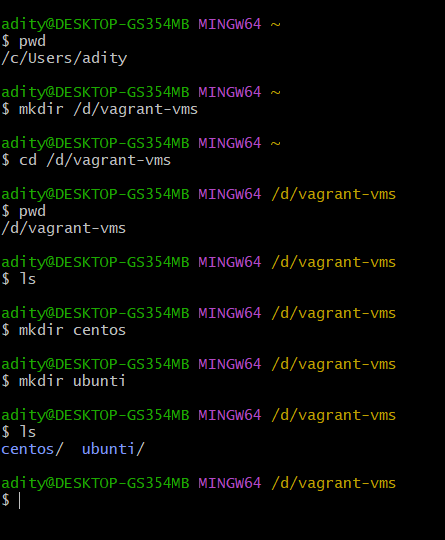 adity@DESKTOP-GS354MB MINGW64 ~
$ pwd
/c/Users/adity
adity@DESKTOP-GS354MB MINGW64 ~
$ mkdir /d/vagrant-vms
adity@DESKTOP-GS354MB MINGW64 ~
$ cd /d/vagrant-vms
adity@DESKTOP-GS354MB MINGW64 /d/vagrant-vms
$ pwd
/d/vagrant-vms
adity@DESKTOP-GS354MB MINGW64 /d/vagrant-vms
$ ls
adity@DESKTOP-GS354MB MINGW64 /d/vagrant-vms
$ mkdir centos
adity@DESKTOP-GS354MB MINGW64 /d/vagrant-vms
$ mkdir ubunti
adity@DESKTOP-GS354MB MINGW64 /d/vagrant-vms
$ ls
centos/  ubunti/
adity@DESKTOP-GS354MB MINGW64 /d/vagrant-vms
$